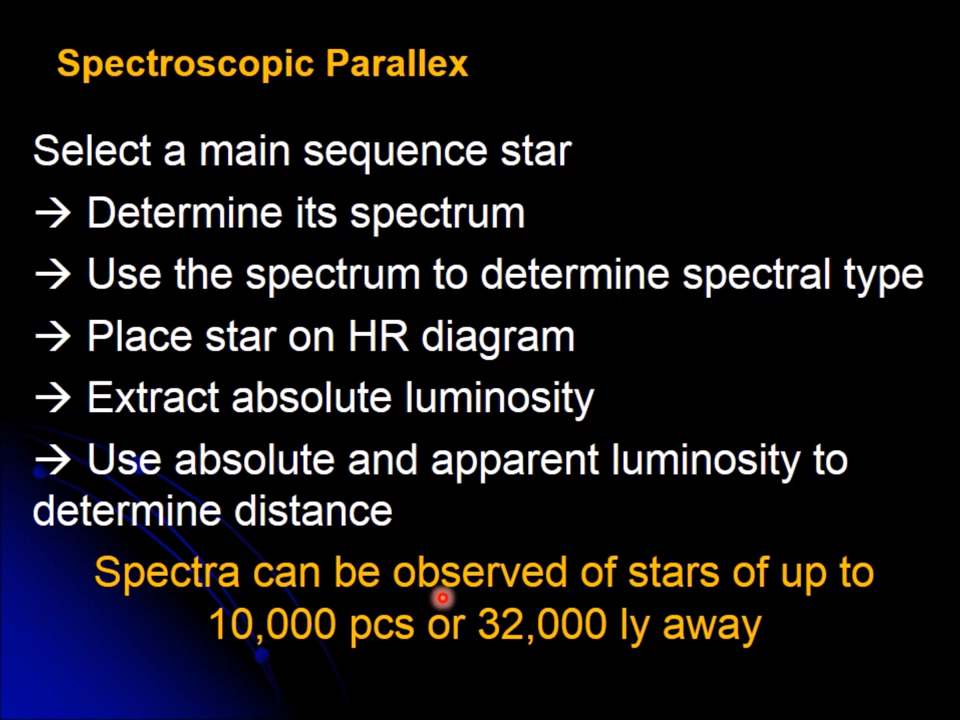 Spectroscopic Parallex
Select a main sequence star
→ Determine its spectrum
→ Use the spectrum to determine spectral type
→ Place star on HR diagram
→ Extract absolute luminosity
→ Use absolute and apparent luminosity to
determine distance
Spectra can be observed of stars of up to
10,000 pcs or 32,000 ly away